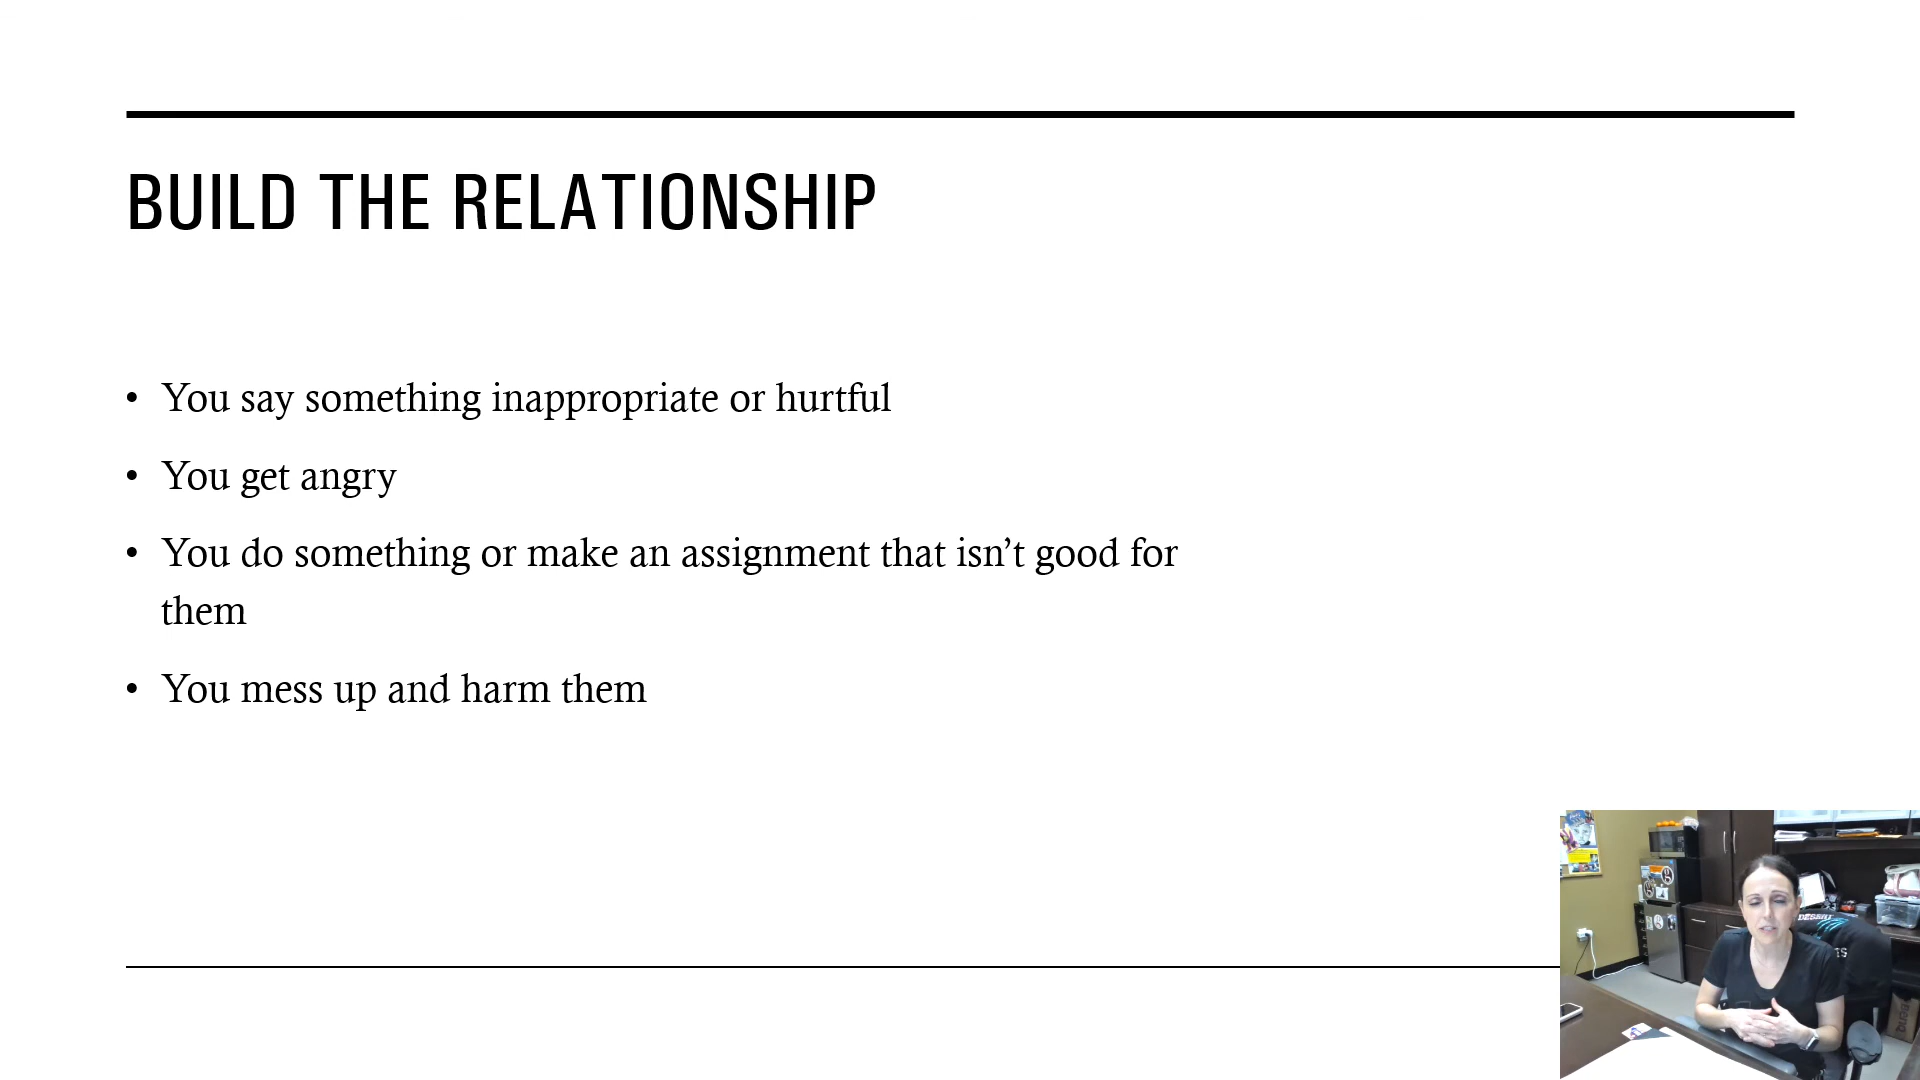 BUILD THE RELATIONSHIP
• You say something inappropriate or hurtful
• You get angry
• You do something or make an assignment that isn’t good for
them
• You mess up and harm them
DESERT